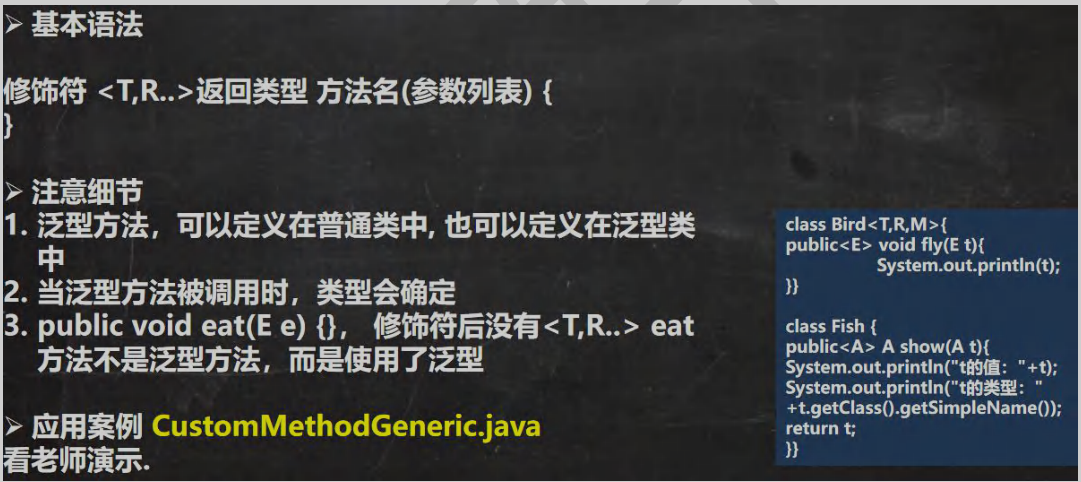 ➢ 基本语法
修饰符 <T,R..>返回类型 方法名(参数列表) {
}
➢ 注意细节
1. 泛型方法，可以定义在普通类中, 也可以定义在泛型类
中
2. 当泛型方法被调用时，类型会确定
3. public void eat(E e) {}， 修饰符后没有<T,R..> eat
方法不是泛型方法，而是使用了泛型
➢ 应用案例 CustomMethodGeneric.java
看老师演示.
class Bird<T,R,M>{
public<E> void fly(E t){
System.out.println(t);
}}
class Fish {
public<A> A show(A t){
System.out.println("t的值："+t);
System.out.println("t的类型："
+t.getClass().getSimpleName());
return t;
}}